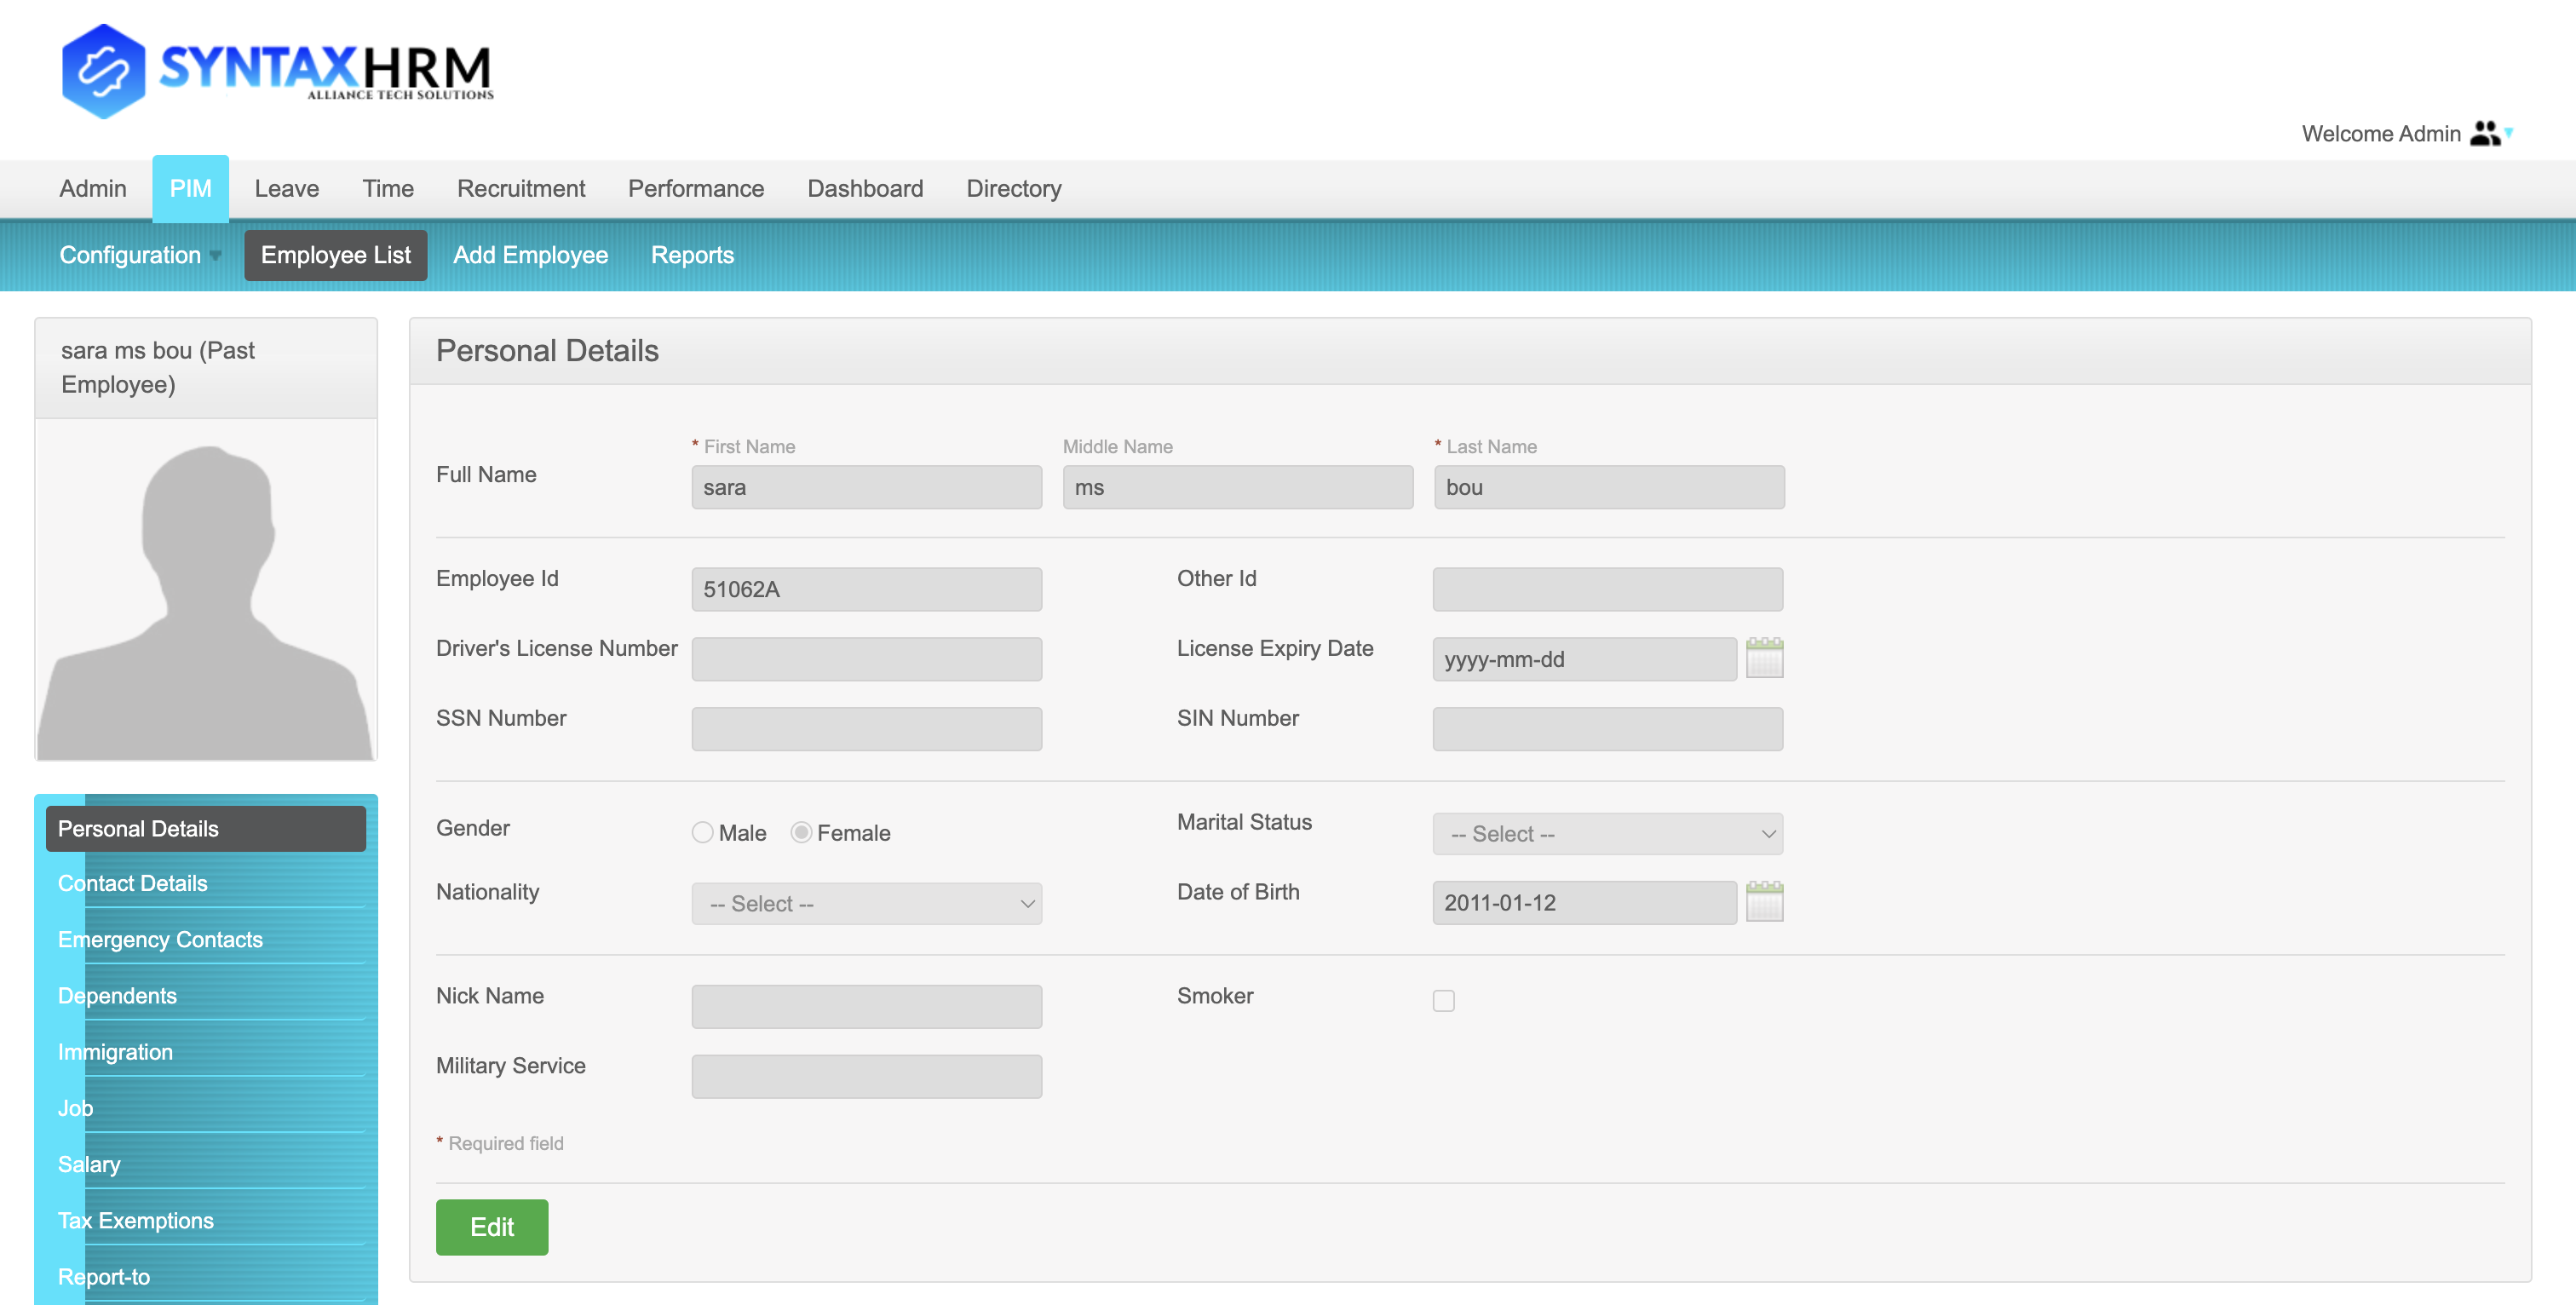 SYNTAXHRM
ALLIANCE TECH SOLUTIONS
Welcome Admin
Admin PIM Leave Time Recruitment Performance Dashboard Directory
Configuration Employee List Add Employee Reports
sara ms bou (Past
Employee)
Personal Details
Contact Details
Emergency Contacts
Dependents
Immigration
Job
Salary
Tax Exemptions
Report-to
Personal Details
* First Name Middle Name * Last Name
Full Name sara ms bou
Employee Id 51062A Other Id
Driver's License Number License Expiry Date yyyy-mm-dd
SSN Number SIN Number
Gender Male Female Marital Status -- Select --
Nationality -- Select -- Date of Birth 2011-01-12
Nick Name Smoker
Military Service
* Required field
Edit